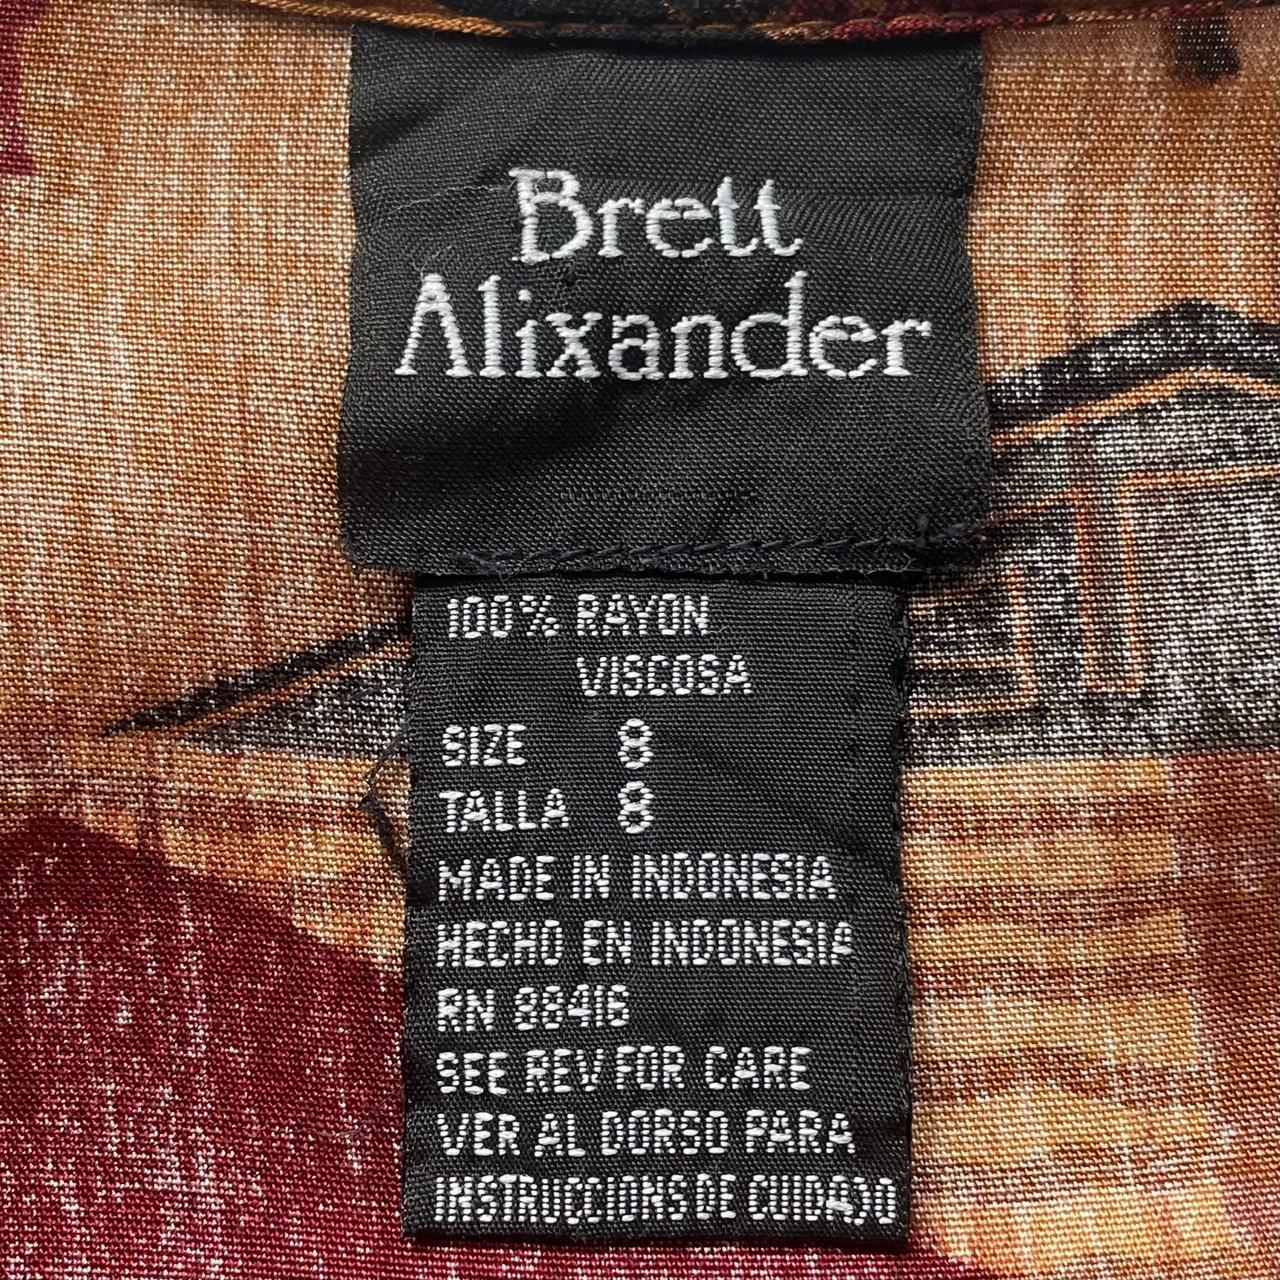 Brett
Alixander
100% RAYON
VISCOSA
SIZE 8
TALLA 8
MADE IN INDONESIA
HECHO EN INDONESIA
RN 88416
SEE REV FOR CARE
VER AL DORSO PARA
INSTRUCCIONS DE CUIDADO